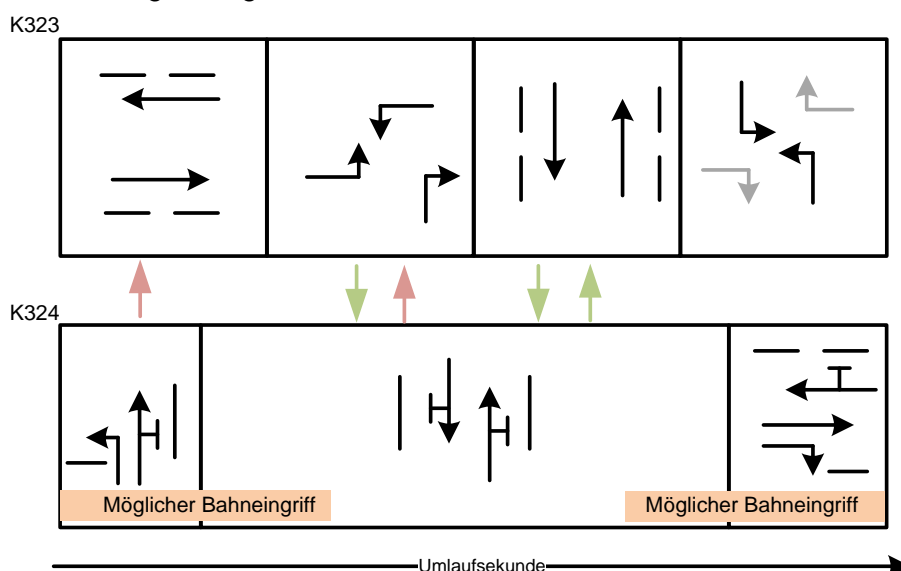 K323
K324
Möglicher Bahneingriff
Möglicher Bahneingriff
Umlaufsekunde